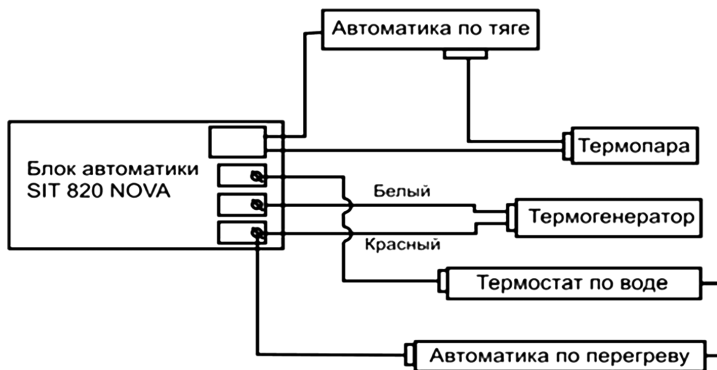 Автоматика по тяге
Термопара
Блок автоматики
SIT 820 NOVA
Белый
Термогенератор
Красный
Термостат по воде
Автоматика по перегреву